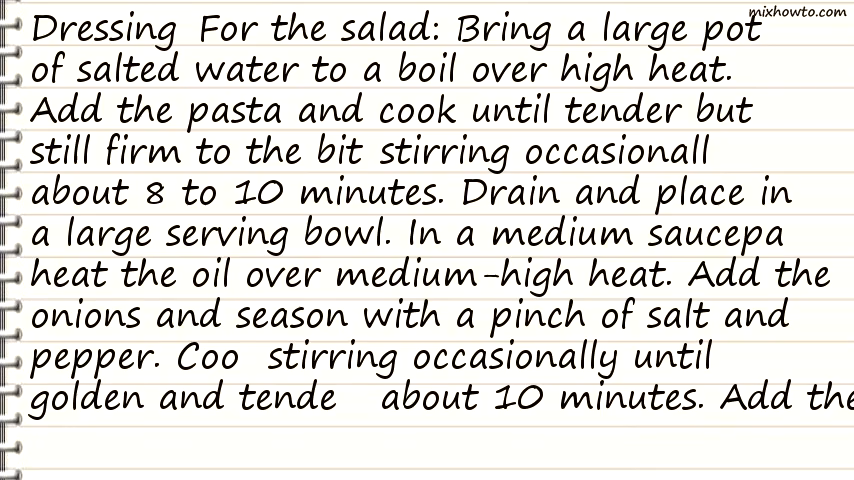 mixhowto.com
Dressing For the salad: Bring a large pot
of salted water to a boil over high heat.
Add the pasta and cook until tender but
still firm to the bit stirring occasionall
about 8 to 10 minutes. Drain and place in
a large serving bowl. In a medium saucepa
heat the oil over medium-high heat. Add the
onions and season with a pinch of salt and
pepper. Coo stirring occasionally until
golden and tende about 10 minutes. Add the